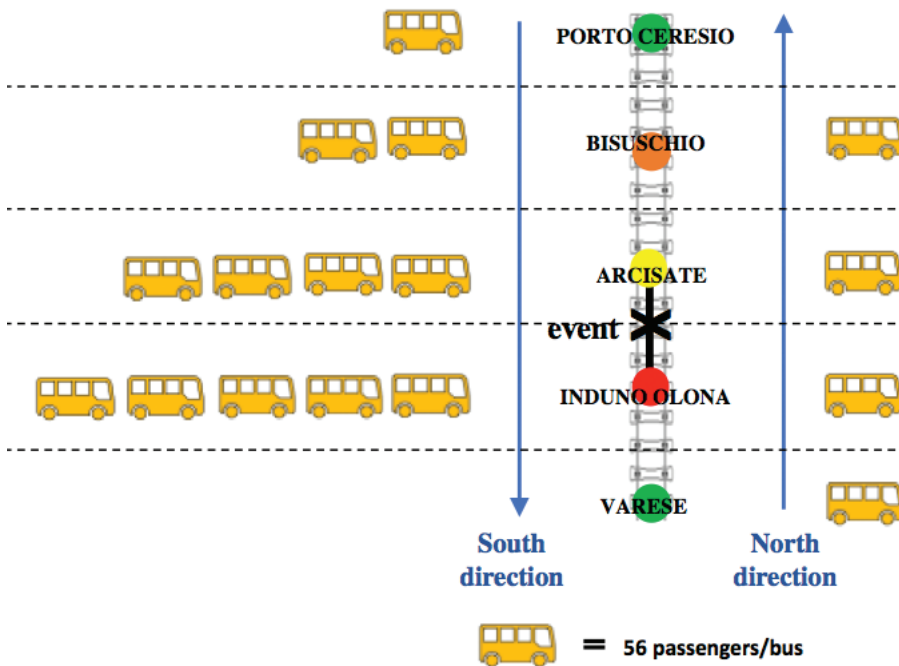 PORTO CERESIO
BISUSCHIO
ARCISATE
event
INDUNO OLONA
VARESE
South
direction
North
direction
= 56 passengers/bus